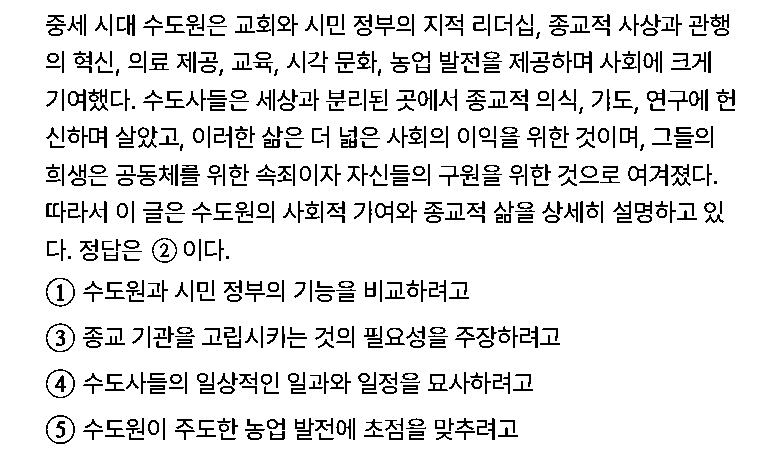 중세 시대 수도원은 교회와 시민 정부의 지적 리더십, 종교적 사상과 관행
의 혁신, 의료 제공, 교육, 시각 문화, 농업 발전을 제공하며 사회에 크게
기여했다. 수도사들은 세상과 분리된 곳에서 종교적 의식, 기도, 연구에 헌
신하며 살았고, 이러한 삶은 더 넓은 사회의 이익을 위한 것이며, 그들의
희생은 공동체를 위한 속죄이자 자신들의 구원을 위한 것으로 여겨졌다.
따라서 이 글은 수도원의 사회적 기여와 종교적 삶을 상세히 설명하고 있
다. 정답은 ②이다.
① 수도원과 시민 정부의 기능을 비교하려고
③ 종교 기관을 고립시키는 것의 필요성을 주장하려고
④ 수도사들의 일상적인 일과와 일정을 묘사하려고
⑤ 수도원이 주도한 농업 발전에 초점을 맞추려고